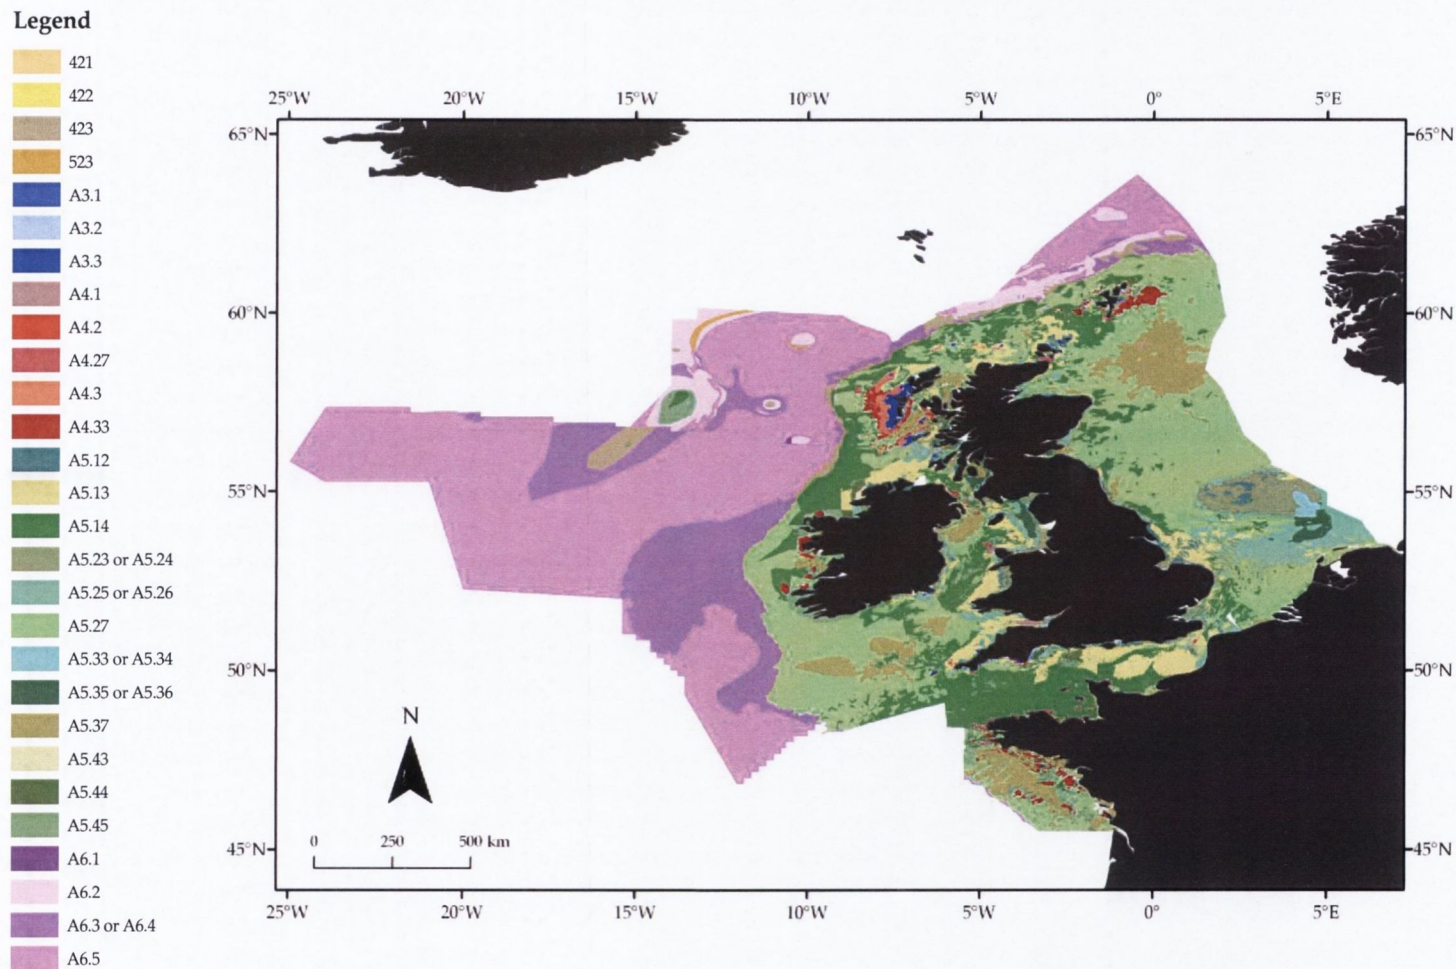 Legend
421
422
423
523
A3.1
A3.2
A3.3
A4.1
A4.2
A4.27
A4.3
A4.33
A5.12
A5.13
A5.14
A5.23 or A5.24
A5.25 or A5.26
A5.27
A5.33 or A5.34
A5.35 or A5.36
A5.37
A5.43
A5.44
A5.45
A6.1
A6.2
A6.3 or A6.4
A6.5
25°W 20°W 15°W 10°W 5°W 0° 5°E
65°N 65°N
60°N 60°N
55°N 55°N
50°N 50°N
45°N 45°N
N
0 250 500 km
25°W 20°W 15°W 10°W 5°W 0° 5°E